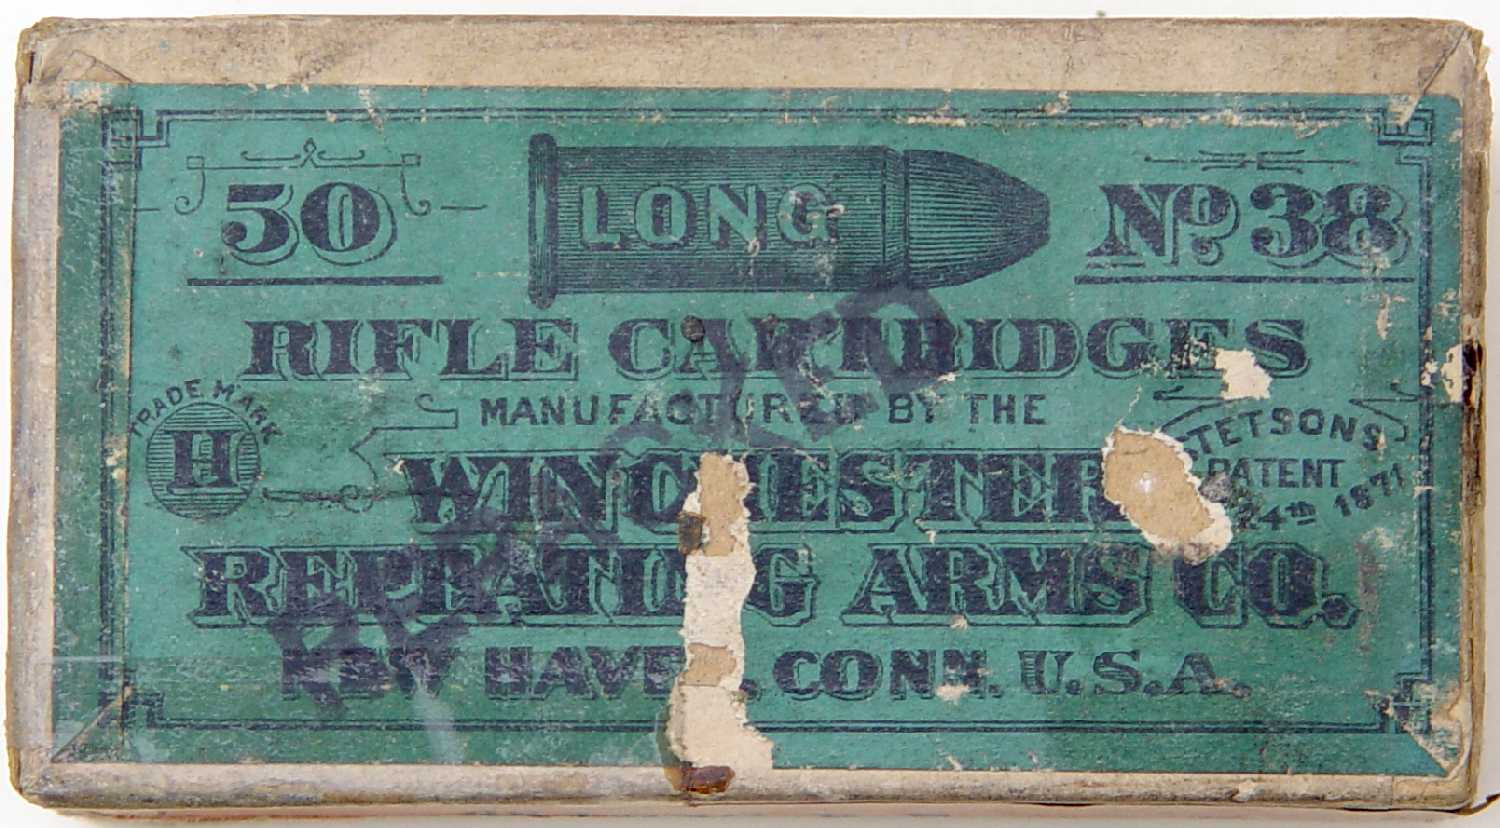 50
LONG
No. 38
RIFLE CARTRIDGES
TRADE MARK
H
MANUFACTURED BY THE
STETSONS
PATENT
24th 1871
WINCHESTER
REPEATING ARMS CO.
NEW HAVEN, CONN. U.S.A.